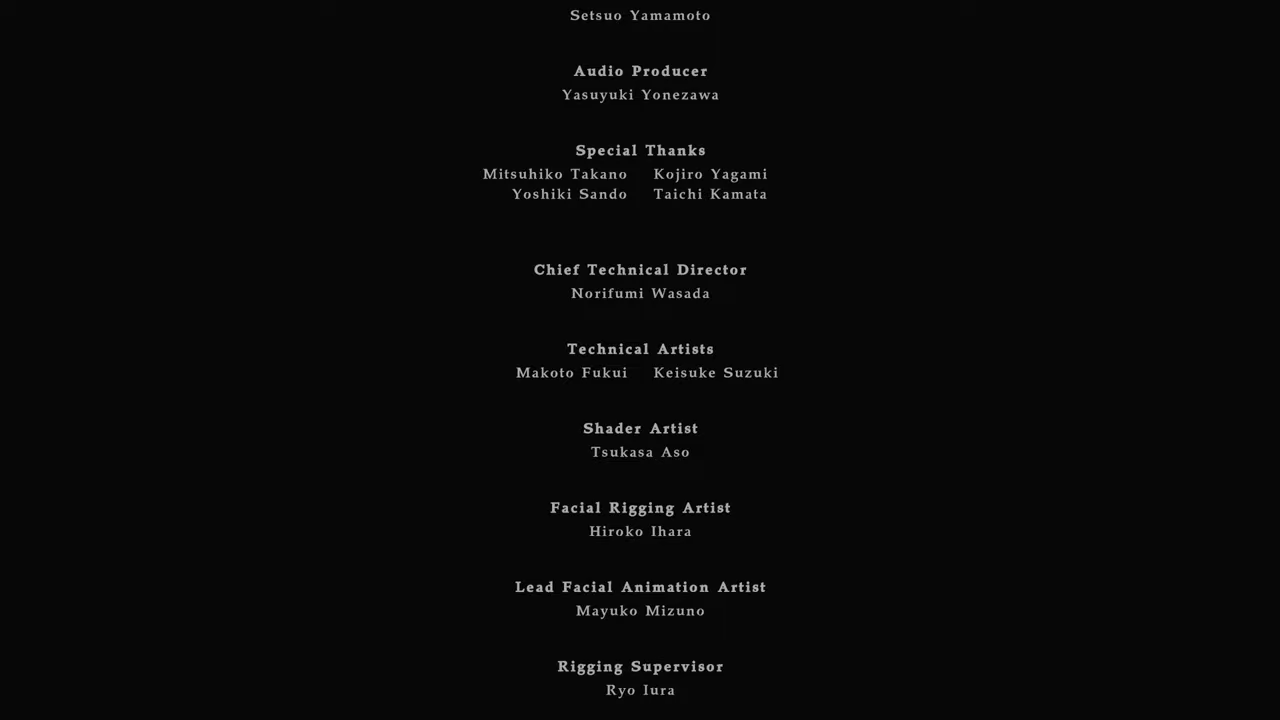 Setsuo Yamamoto
Audio Producer
Yasuyuki Yonezawa
Special Thanks
Mitsuhiko Takano Kojiro Yagami
Yoshiki Sando Taichi Kamata
Chief Technical Director
Norifumi Wasada
Technical Artists
Makoto Fukui Keisuke Suzuki
Shader Artist
Tsukasa Aso
Facial Rigging Artist
Hiroko Ihara
Lead Facial Animation Artist
Mayuko Mizuno
Rigging Supervisor
Ryo Iura